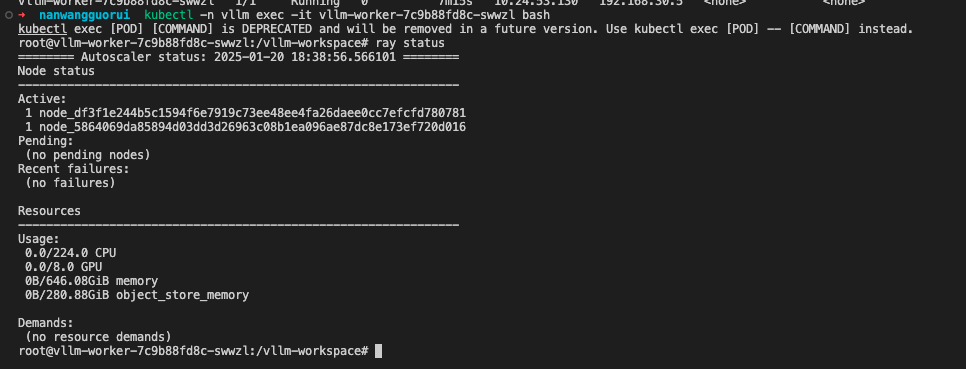 vllm-worker-7c9b88fd8c-swwzl 1/1 Running 0 7m15s 10.24.53.130 192.168.30.5 <none> <none>
➜ nanwangguorui kubectl -n vllm exec -it vllm-worker-7c9b88fd8c-swwzl bash
kubectl exec [POD] [COMMAND] is DEPRECATED and will be removed in a future version. Use kubectl exec [POD] -- [COMMAND] instead.
root@vllm-worker-7c9b88fd8c-swwzl:/vllm-workspace# ray status
======== Autoscaler status: 2025-01-20 18:38:56.566101 ========
Node status
---------------------------------------------------------------
Active:
1 node_df3f1e244b5c1594f6e7919c73ee48ee4fa26daee0cc7efcfd780781
1 node_5864069da85894d03dd3d26963c08b1ea096ae87dc8e173ef720d016
Pending:
(no pending nodes)
Recent failures:
(no failures)
Resources
---------------------------------------------------------------
Usage:
0.0/224.0 CPU
0.0/8.0 GPU
0B/646.08GiB memory
0B/280.88GiB object_store_memory
Demands:
(no resource demands)
root@vllm-worker-7c9b88fd8c-swwzl:/vllm-workspace#